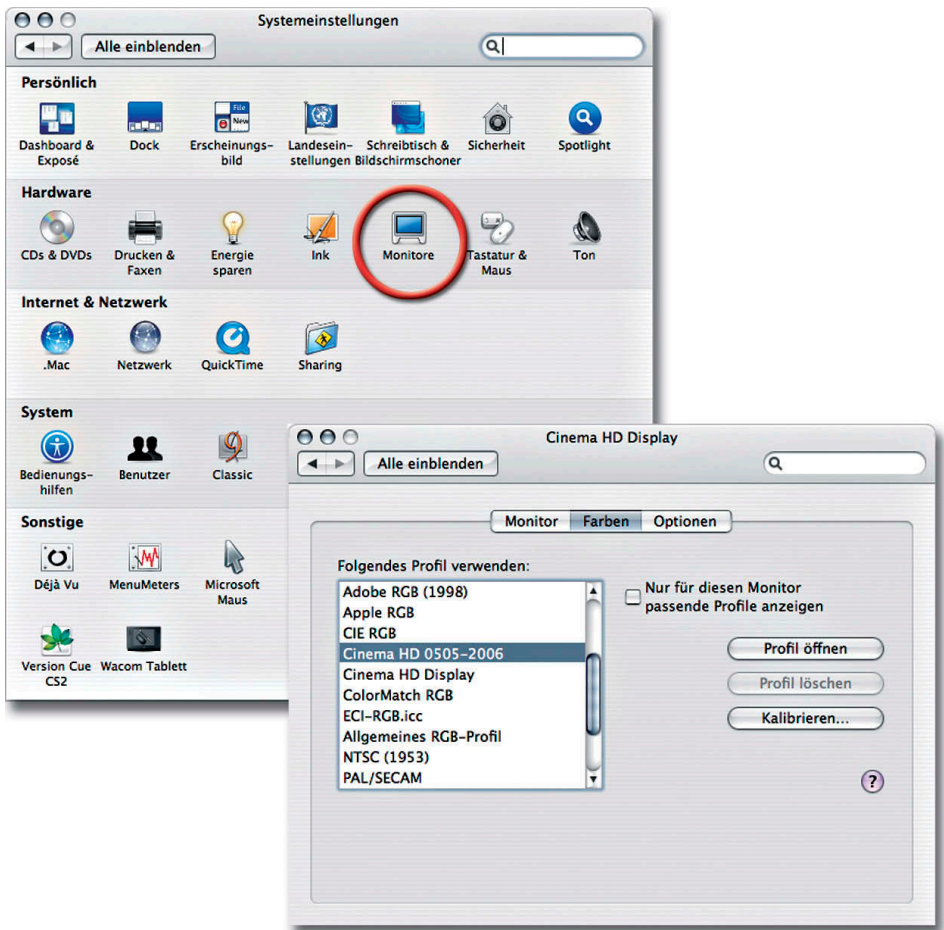 Systemeinstellungen
Alle einblenden
Persönlich
Dashboard & Exposé
Dock
File
New
Erscheinungs-
bild
Landesein-
stellungen
Schreibtisch &
Bildschirmschoner
Sicherheit
Spotlight
Hardware
CDs & DVDs
Drucken &
Faxen
Energie
sparen
Ink
Monitore
Tastatur &
Maus
Ton
Internet & Netzwerk
.Mac
Netzwerk
QuickTime
Sharing
System
Bedienungs-
hilfen
Benutzer
Classic
Sonstige
Déjà Vu
MenuMeters
Microsoft
Maus
Version Cue
CS2
Wacom Tablett
Cinema HD Display
Alle einblenden
Monitor Farben Optionen
Folgendes Profil verwenden:
Adobe RGB (1998)
Apple RGB
CIE RGB
Cinema HD 0505-2006
Cinema HD Display
ColorMatch RGB
ECI-RGB.icc
Allgemeines RGB-Profil
NTSC (1953)
PAL/SECAM
Nur für diesen Monitor
passende Profile anzeigen
Profil öffnen
Profil löschen
Kalibrieren...
?